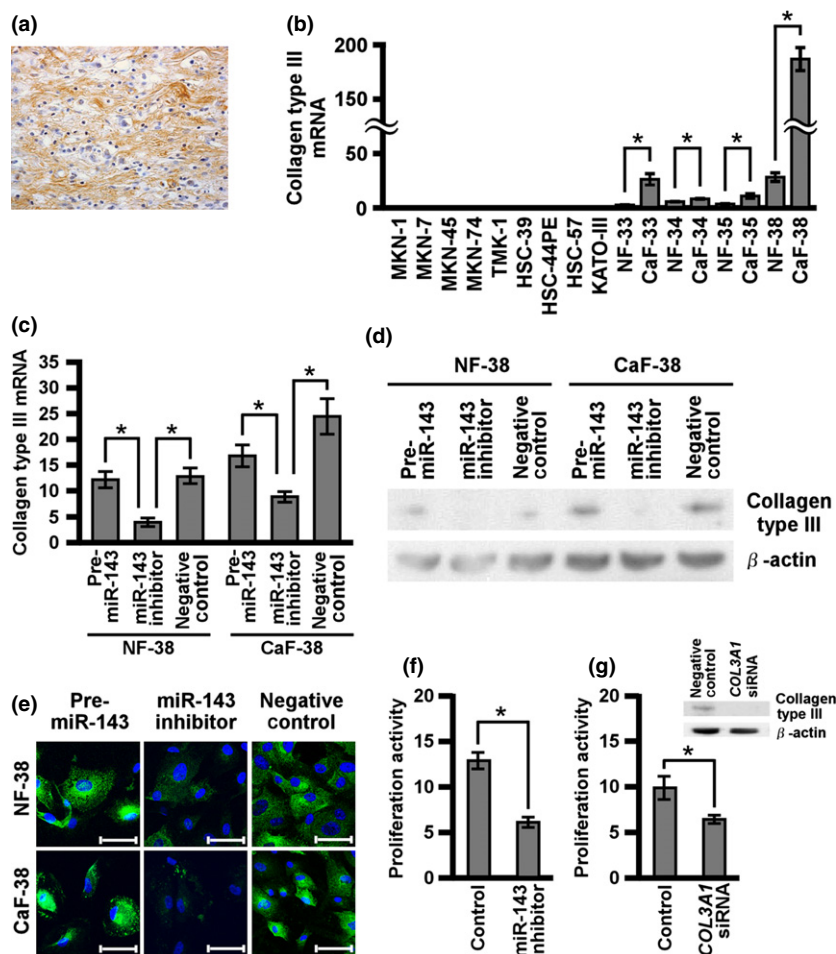 (a)
(b)
Collagen type III
mRNA
200
150
50
0
*
*
*
*
MKN-1
MKN-7
MKN-45
MKN-74
TMK-1
HSC-39
HSC-44PE
HSC-57
KATO-III
NF-33
CaF-33
NF-34
CaF-34
NF-35
CaF-35
NF-38
CaF-38
(c)
Collagen type III mRNA
35
30
25
20
15
10
5
0
*
*
*
*
Pre-
miR-143
miR-143
inhibitor
Negative
control
Pre-
miR-143
miR-143
inhibitor
Negative
control
NF-38
CaF-38
(d)
NF-38
CaF-38
Pre-
miR-143
miR-143
inhibitor
Negative
control
Pre-
miR-143
miR-143
inhibitor
Negative
control
Collagen
type III
β-actin
(e)
Pre-
miR-143
miR-143
inhibitor
Negative
control
NF-38
CaF-38
(f)
Proliferation activity
20
15
10
5
0
*
Control
miR-143
inhibitor
(g)
Proliferation activity
20
15
10
5
0
*
Control
COL3A1
siRNA
Negative
control
COL3A1
siRNA
Collagen
type III
β-actin